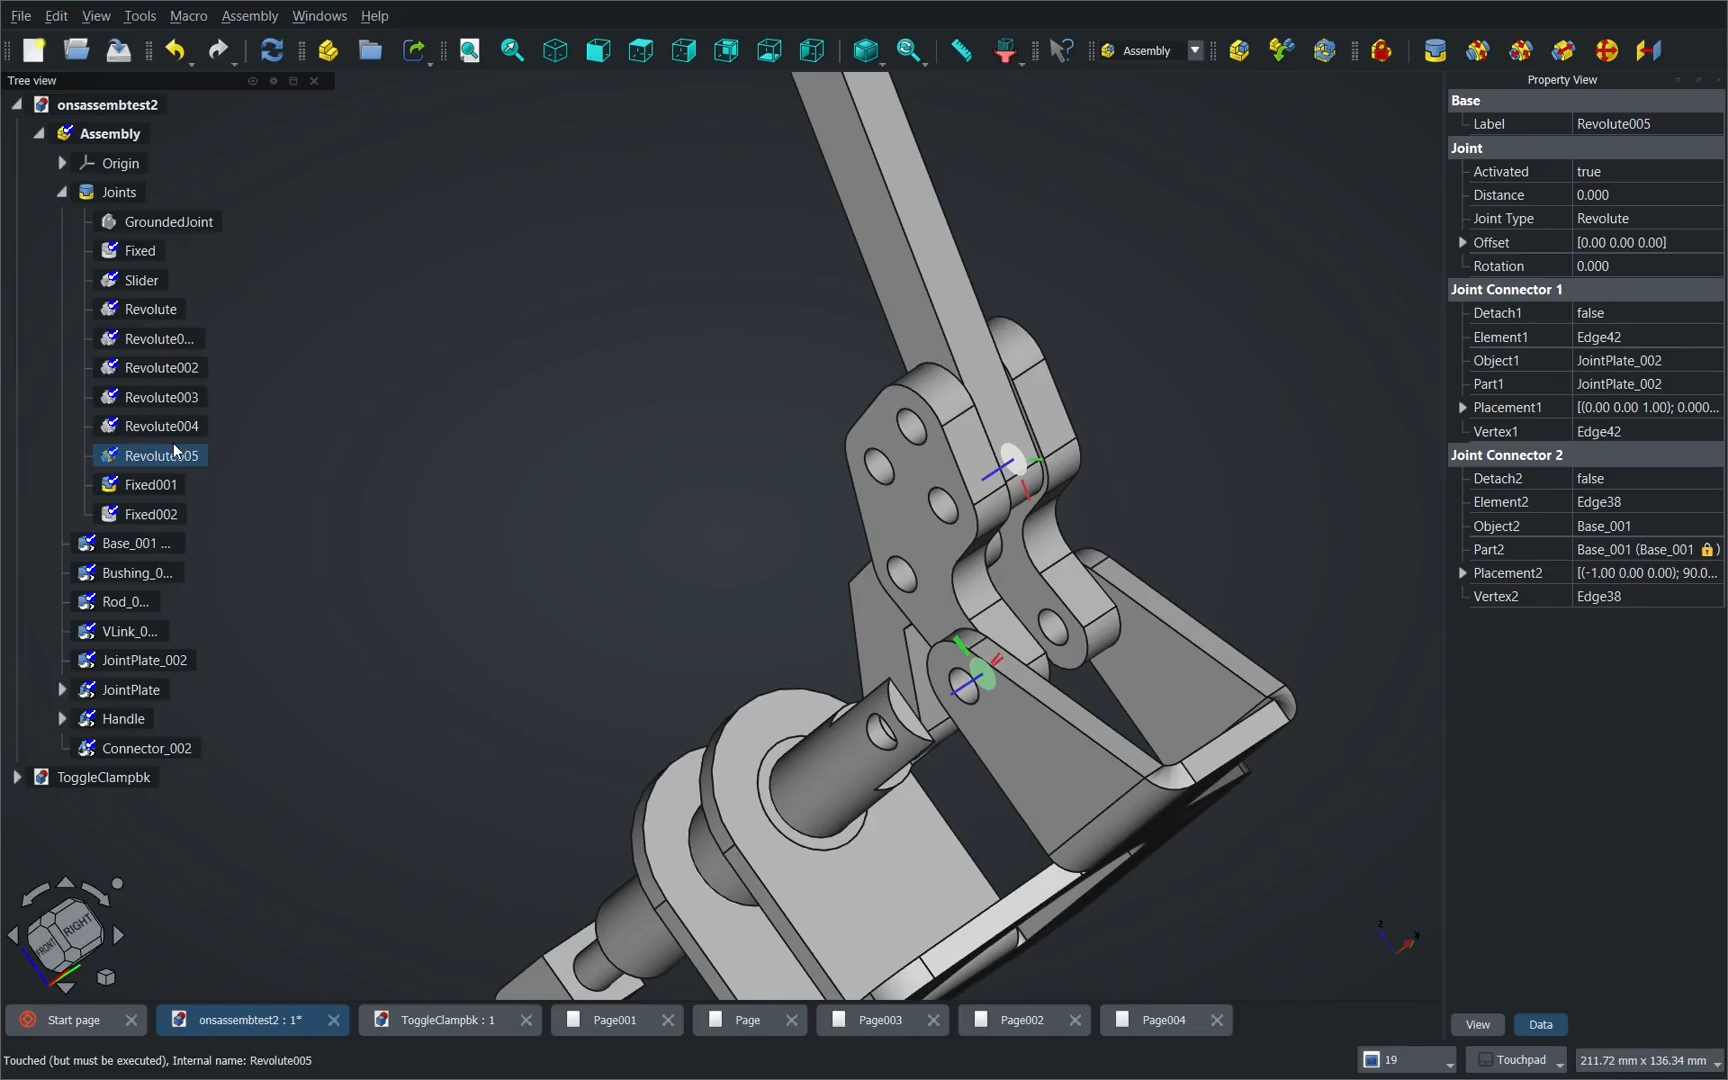 File Edit View Tools Macro Assembly Windows Help
Assembly
Tree view
onsassembtest2
Assembly
Origin
Joints
GroundedJoint
Fixed
Slider
Revolute
Revolute0...
Revolute002
Revolute003
Revolute004
Revolute005
Fixed001
Fixed002
Base_001 ...
Bushing_0...
Rod_0...
VLink_0...
JointPlate_002
JointPlate
Handle
Connector_002
ToggleClampbk
FRONT RIGHT
Z
Property View
Base
Label Revolute005
Joint
Activated true
Distance 0.000
Joint Type Revolute
Offset [0.00 0.00 0.00]
Rotation 0.000
Joint Connector 1
Detach1 false
Element1 Edge42
Object1 JointPlate_002
Part1 JointPlate_002
Placement1 [(0.00 0.00 1.00); 0.000...
Vertex1 Edge42
Joint Connector 2
Detach2 false
Element2 Edge38
Object2 Base_001
Part2 Base_001 (Base_001 )
Placement2 [(-1.00 0.00 0.00); 90.0...
Vertex2 Edge38
View Data
Start page onsassembtest2 : 1* ToggleClampbk : 1 Page001 Page Page003 Page002 Page004
Touched (but must be executed), Internal name: Revolute005
19 Touchpad 211.72 mm x 136.34 mm